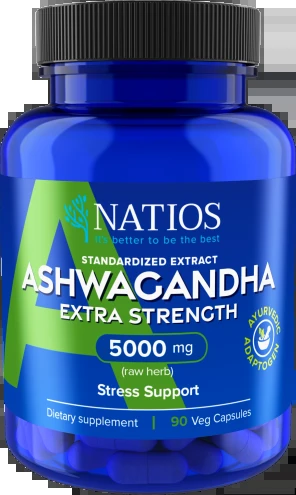 NATIOS
it's better to be the best
STANDARDIZED EXTRACT
ASHWAGANDHA
EXTRA STRENGTH
5000 mg
(raw herb)
Stress Support
AYURVEDIC
ADAPTOGEN
Dietary supplement | 90 Veg Capsules